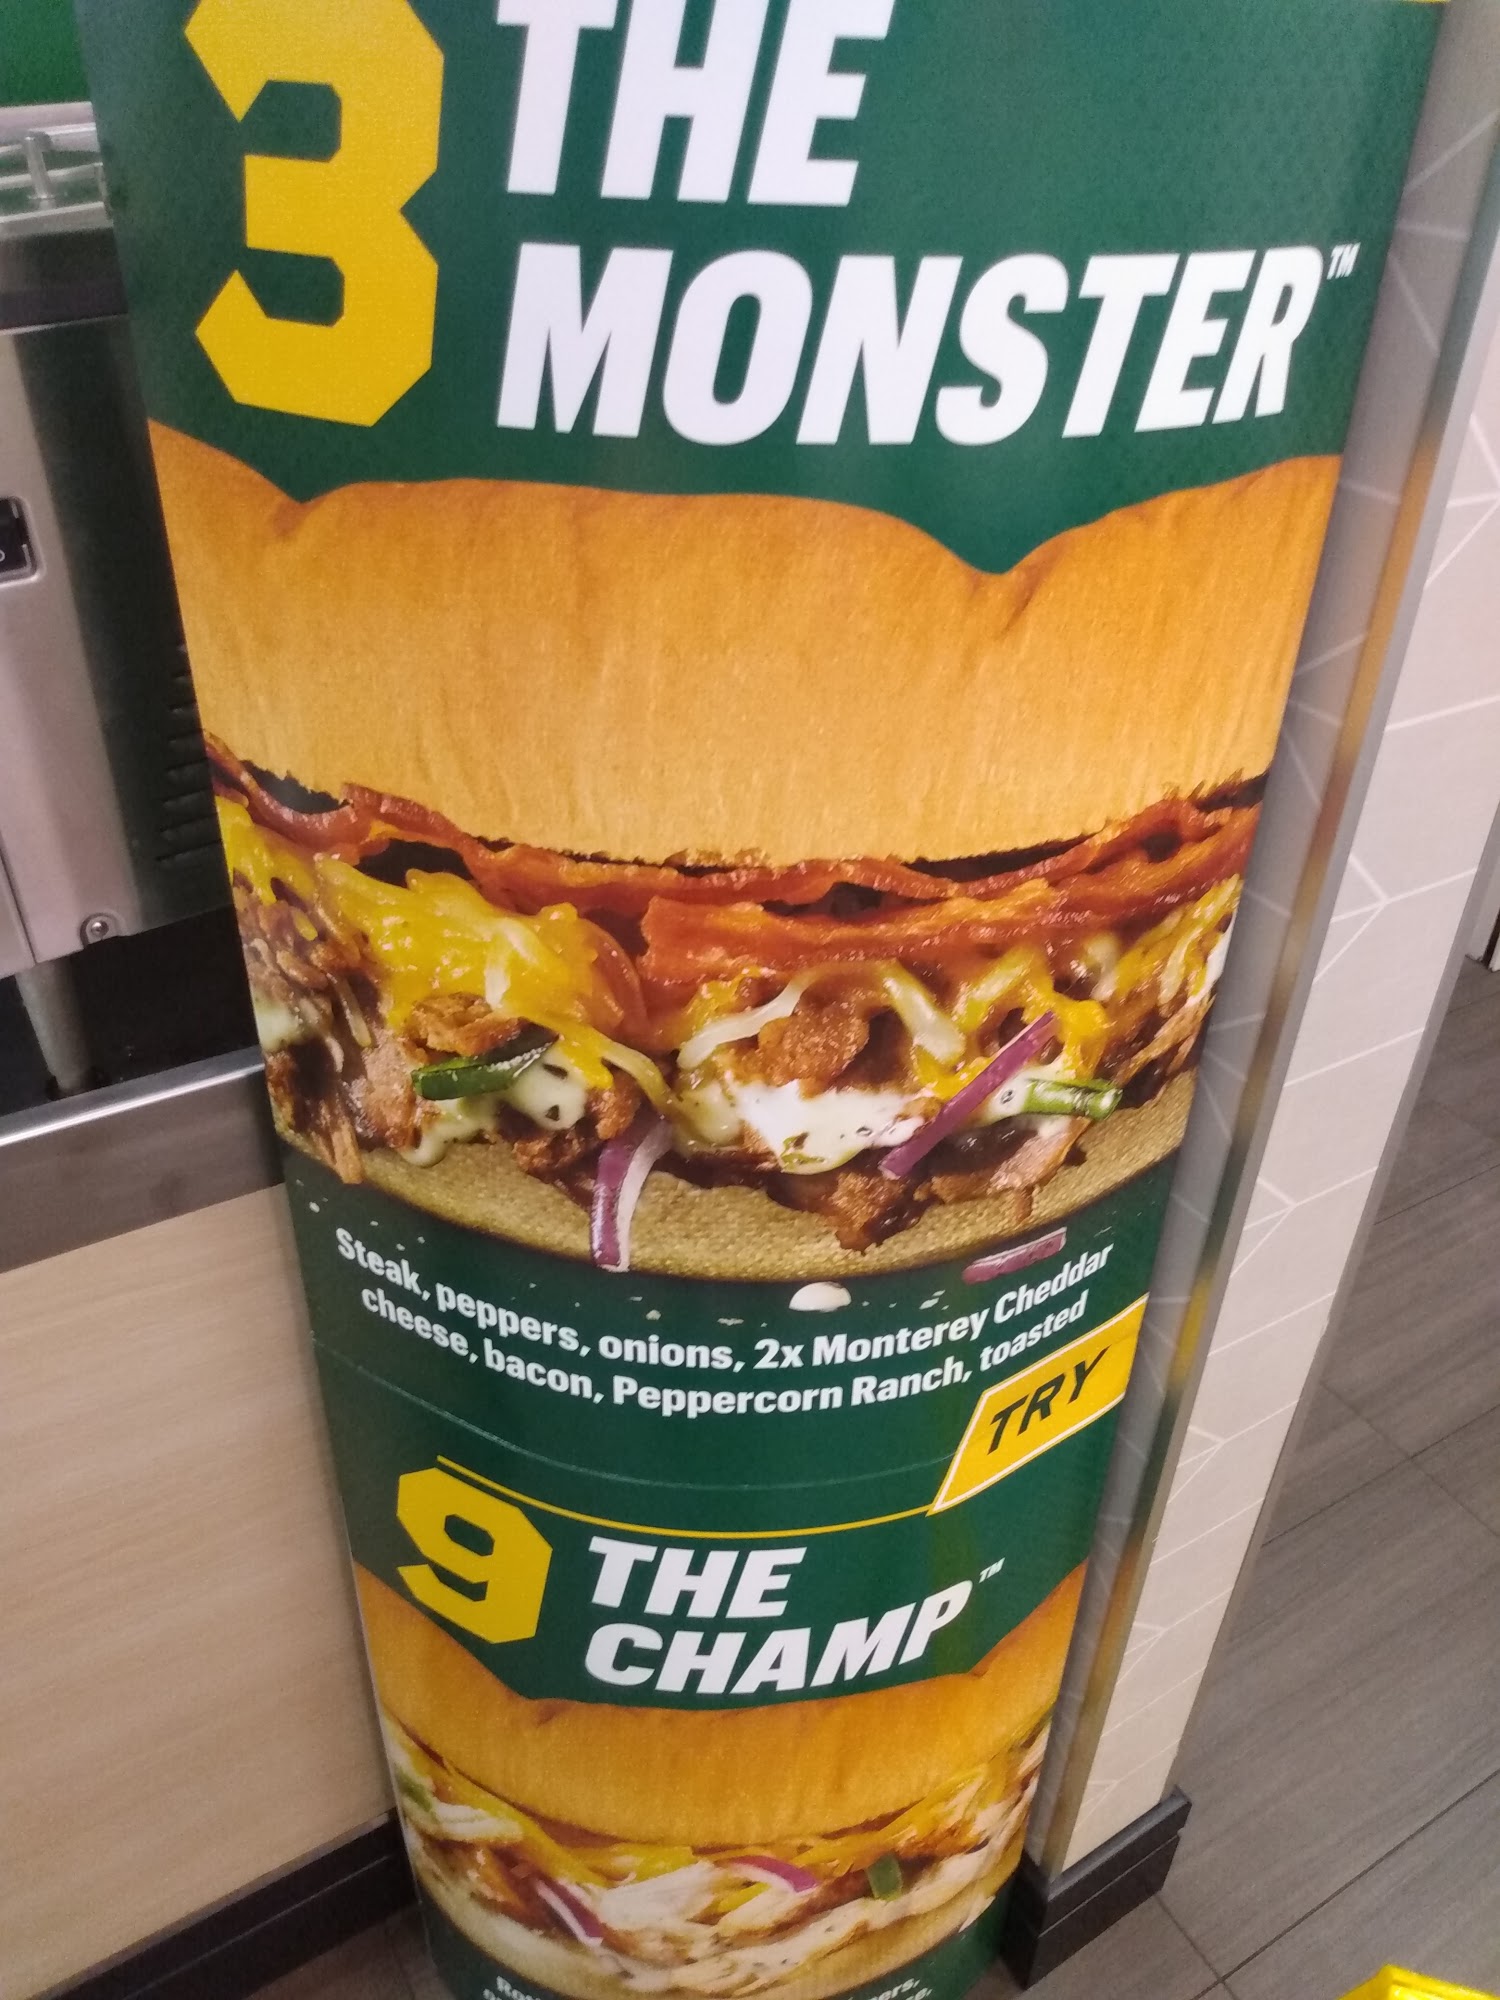 3
THE
MONSTER™
Steak, peppers, onions, 2x Monterey Cheddar
cheese, bacon, Peppercorn Ranch, toasted
TRY
9
THE
CHAMP™